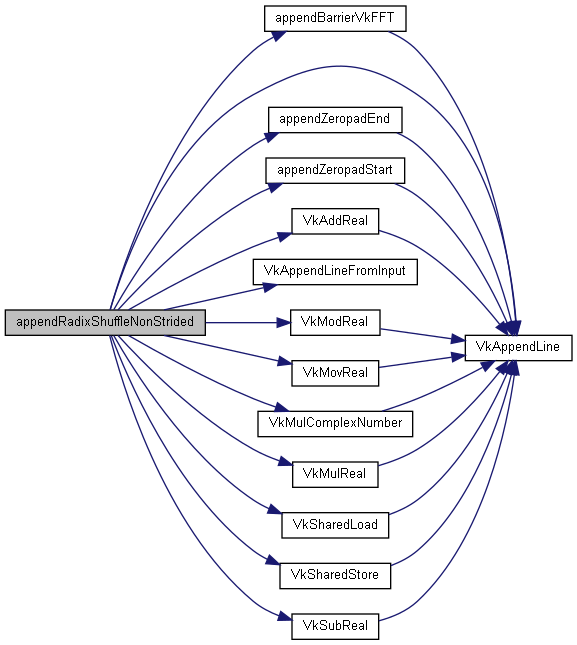 appendBarrierVkFFT
appendZeropadEnd
appendZeropadStart
VkAddReal
VkAppendLineFromInput
appendRadixShuffleNonStrided
VkModReal
VkAppendLine
VkMovReal
VkMulComplexNumber
VkMulReal
VkSharedLoad
VkSharedStore
VkSubReal